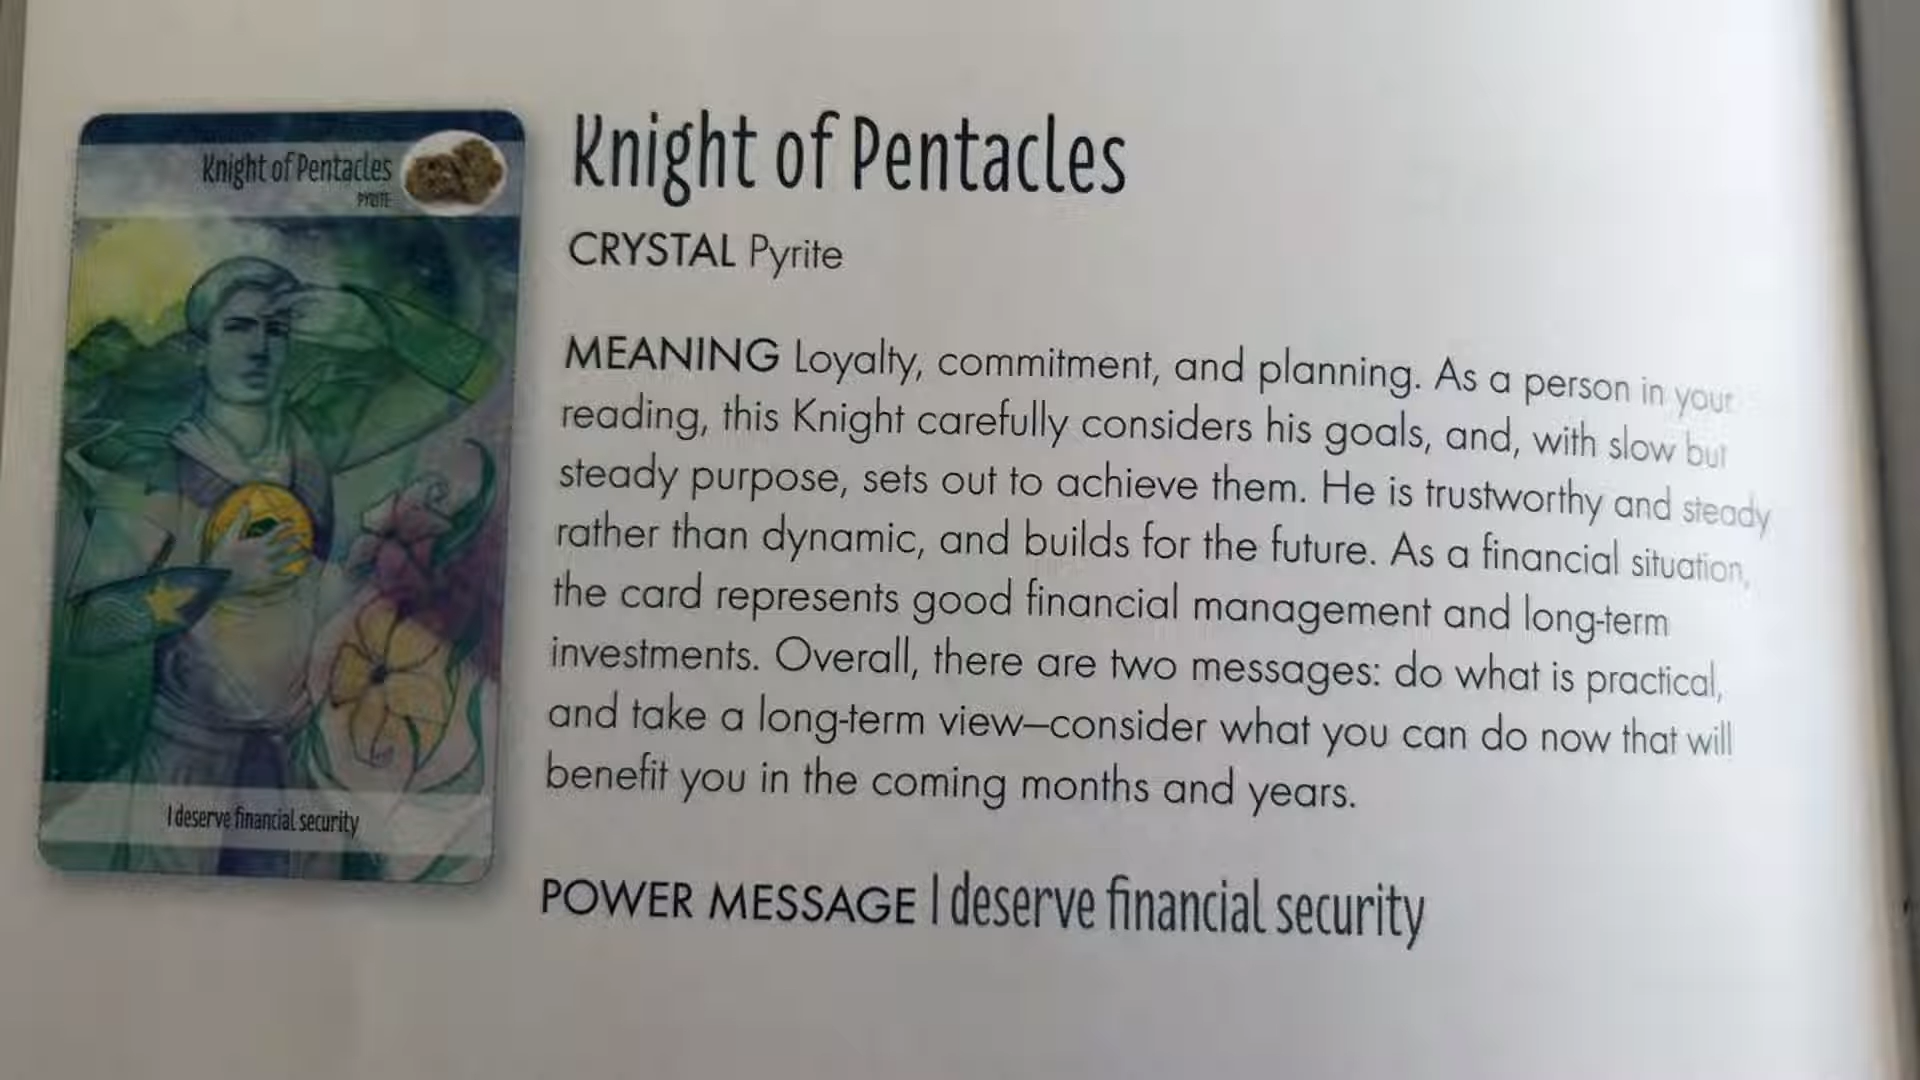 Knight of Pentacles
PYRITE
I deserve financial security
Knight of Pentacles
CRYSTAL Pyrite
MEANING Loyalty, commitment, and planning. As a person in your
reading, this Knight carefully considers his goals, and, with slow but
steady purpose, sets out to achieve them. He is trustworthy and steady
rather than dynamic, and builds for the future. As a financial situation,
the card represents good financial management and long-term
investments. Overall, there are two messages: do what is practical,
and take a long-term view—consider what you can do now that will
benefit you in the coming months and years.
POWER MESSAGE I deserve financial security